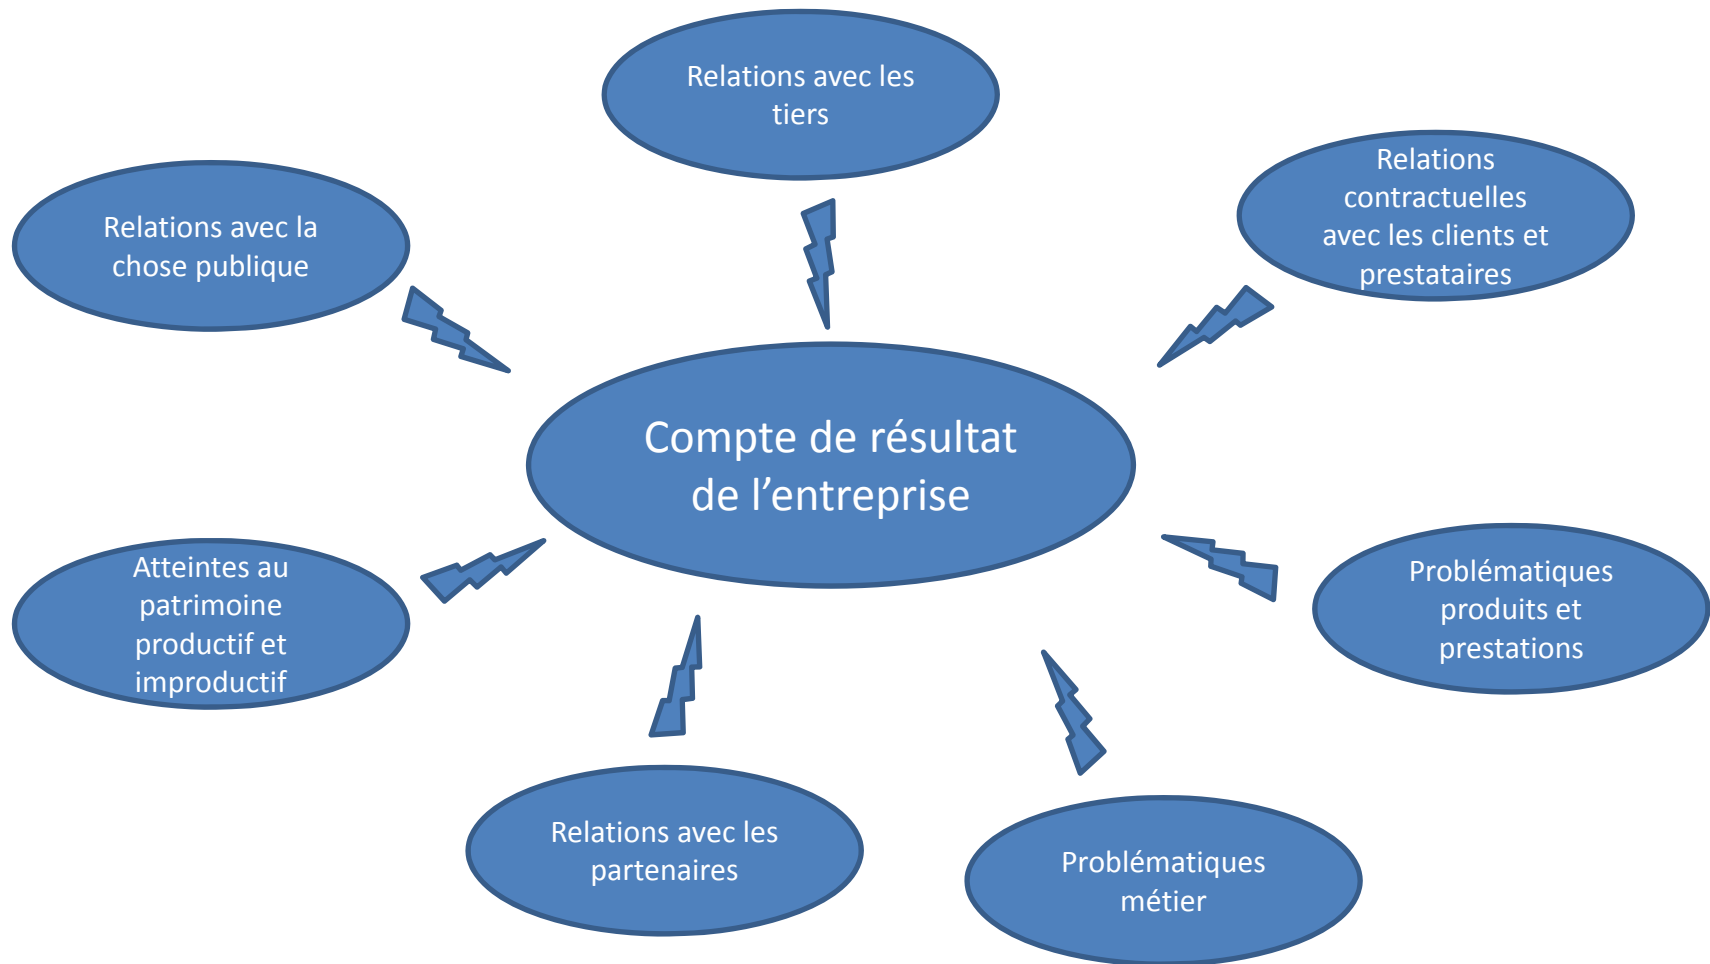 Relations avec les
tiers
Relations
contractuelles
avec les clients et
prestataires
Relations avec la
chose publique
Compte de résultat
de l’entreprise
Atteintes au
patrimoine
productif et
improductif
Problématiques
produits et
prestations
Relations avec les
partenaires
Problématiques
métier